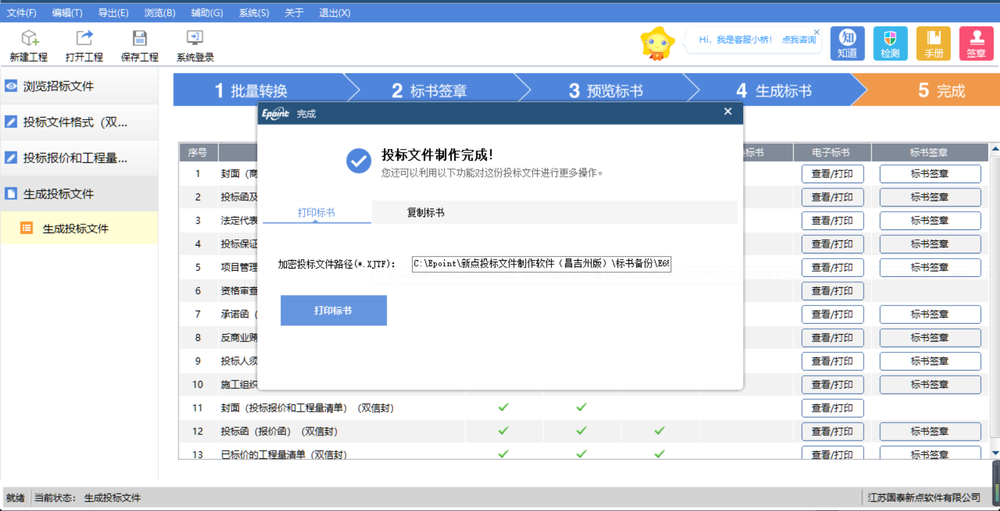 文件(F) 编辑(T) 导出(E) 浏览(B) 辅助(G) 系统(S) 关于 退出(X)
新建工程 打开工程 保存工程 系统登录
Hi，我是客服小桥！ 点我咨询
知 知道 检测 手册 签章
浏览招标文件
投标文件格式（双...
投标报价和工程量...
生成投标文件
生成投标文件
1 批量转换 2 标书签章 3 预览标书 4 生成标书 5 完成
Epoint 完成
投标文件制作完成！
您还可以利用以下功能对这份投标文件进行更多操作。
打印标书 复制标书
加密投标文件路径(*.XJTF)： C:\Epoint\新点投标文件制作软件（昌吉州版）\标书备份\E65
打印标书
序号 标书 电子标书 标书签章
1 封面（商 查看/打印 标书签章
2 投标函及 查看/打印 标书签章
3 法定代表 查看/打印 标书签章
4 投标保证 查看/打印 标书签章
5 项目管理 查看/打印 标书签章
6 资格审查 查看/打印
7 承诺函（ 查看/打印 标书签章
8 反商业贿 查看/打印 标书签章
9 投标人须 查看/打印 标书签章
10 施工组织 查看/打印 标书签章
11 封面（投标报价和工程量清单）（双信封） 查看/打印
12 投标函（报价函）（双信封） 查看/打印 标书签章
13 已标价的工程量清单（双信封） 查看/打印 标书签章
就绪 当前状态： 生成投标文件 江苏国泰新点软件有限公司